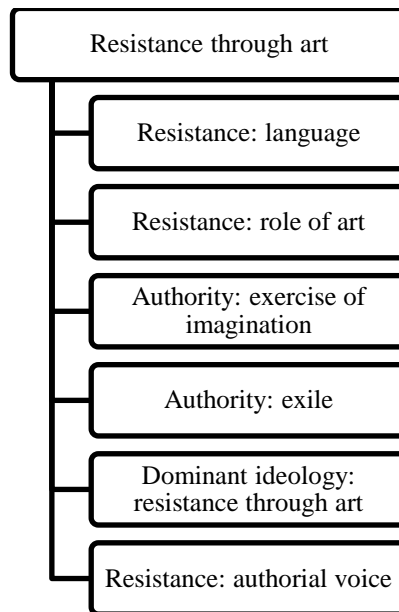 Resistance through art
Resistance: language
Resistance: role of art
Authority: exercise of
imagination
Authority: exile
Dominant ideology:
resistance through art
Resistance: authorial voice